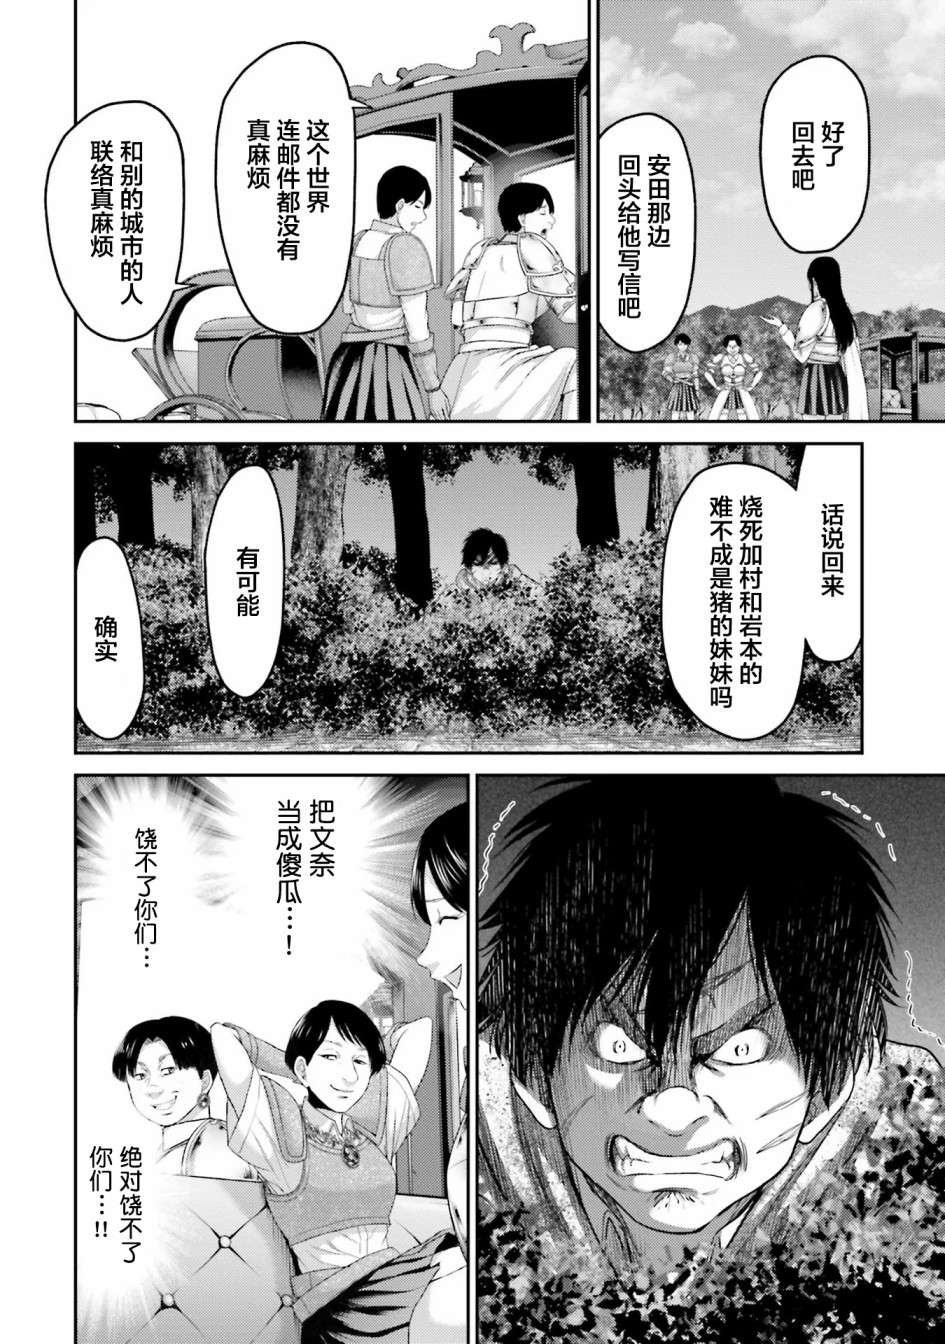 好了
回去吧
安田那边
回头给他写信吧
这个世界
连邮件都没有
真麻烦
和别的城市的人
联络真麻烦
话说回来
烧死加村和岩本的
难不成是猪的妹妹吗
有可能
确实
把文奈
当成傻瓜…！
饶不了你们…
绝对饶不了
你们…!!